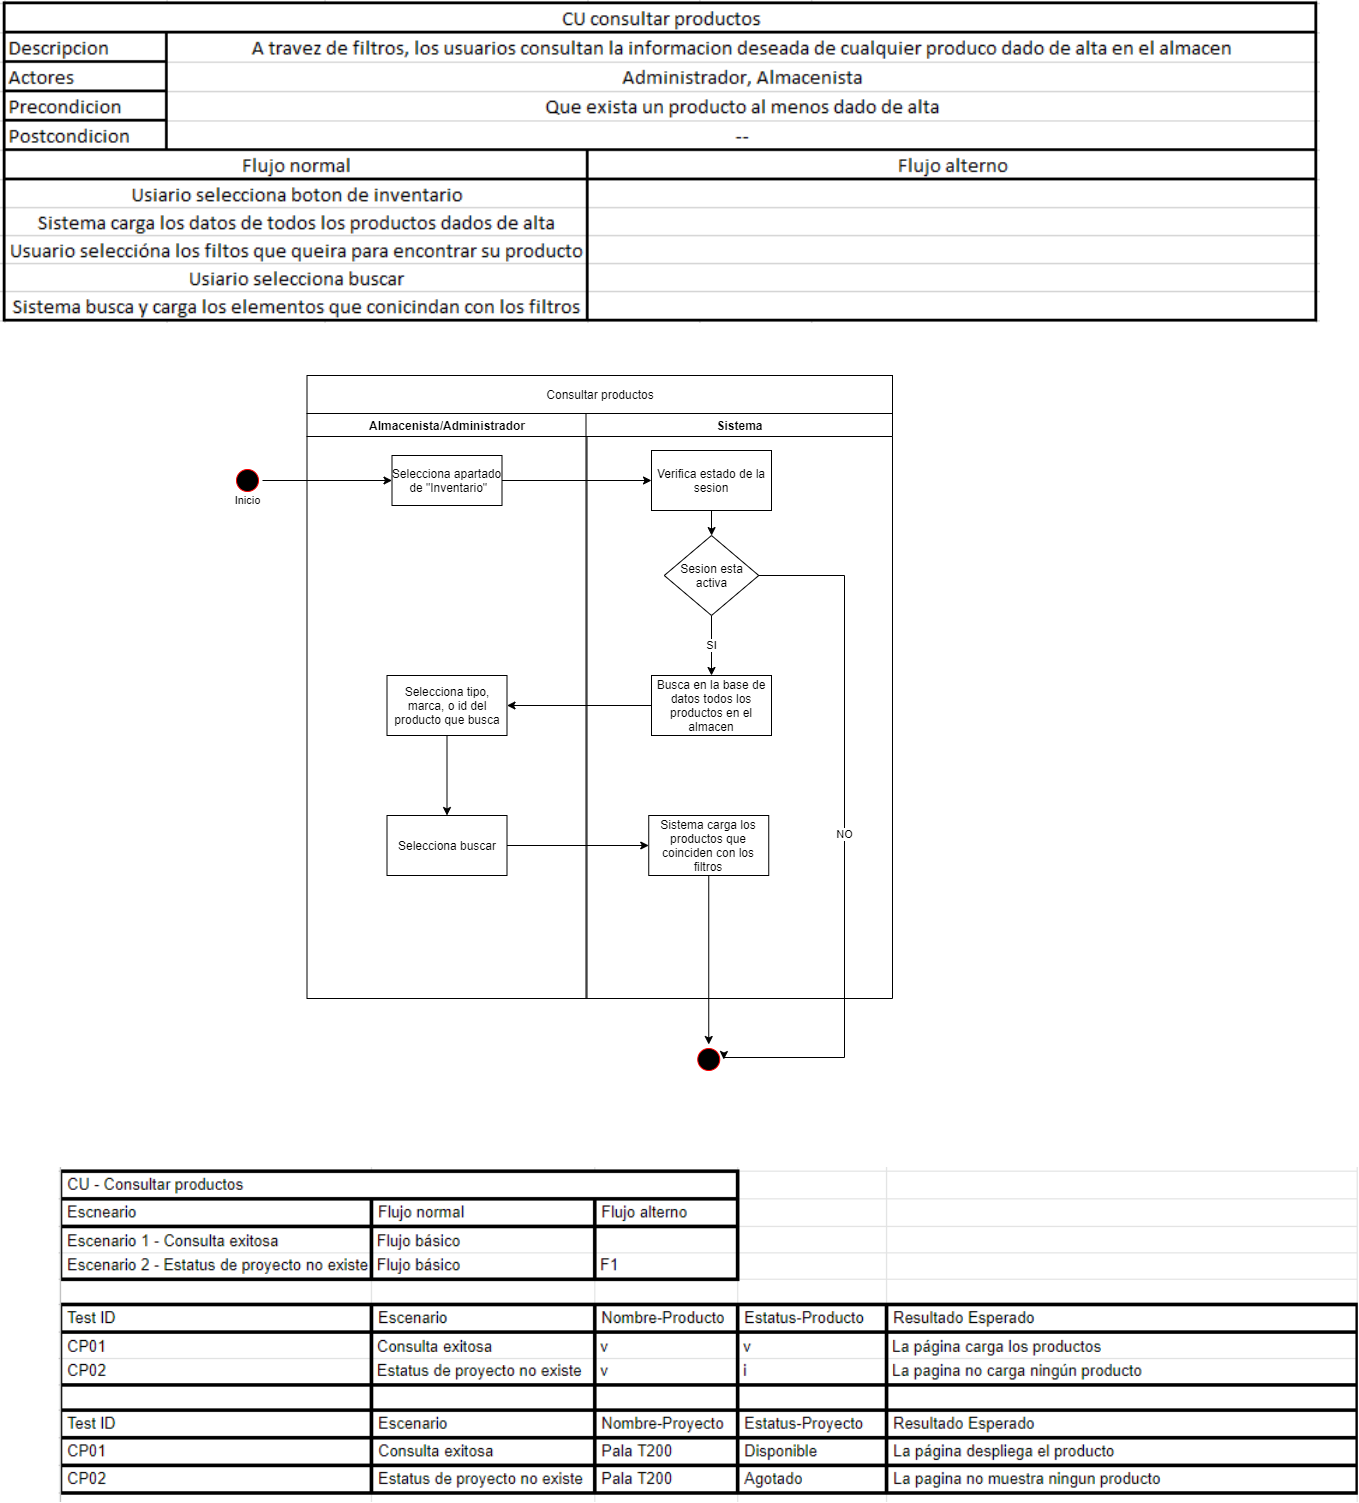 CU consultar productos
Descripcion A travez de filtros, los usuarios consultan la informacion deseada de cualquier produco dado de alta en el almacen
Actores Administrador, Almacenista
Precondicion Que exista un producto al menos dado de alta
Postcondicion --
Flujo normal Flujo alterno
Usiario selecciona boton de inventario
Sistema carga los datos de todos los productos dados de alta
Usuario seleccióna los filtos que queira para encontrar su producto
Usiario selecciona buscar
Sistema busca y carga los elementos que conicindan con los filtros
Consultar productos
Almacenista/Administrador Sistema
Inicio
Selecciona apartado
de "Inventario"
Verifica estado de la
sesion
Sesion esta
activa
SI
Busca en la base de
datos todos los
productos en el
almacen
Selecciona tipo,
marca, o id del
producto que busca
Selecciona buscar
Sistema carga los
productos que
coinciden con los
filtros
NO
CU - Consultar productos
Escneario Flujo normal Flujo alterno
Escenario 1 - Consulta exitosa Flujo básico
Escenario 2 - Estatus de proyecto no existe Flujo básico F1
Test ID Escenario Nombre-Producto Estatus-Producto Resultado Esperado
CP01 Consulta exitosa v v La página carga los productos
CP02 Estatus de proyecto no existe v i La pagina no carga ningún producto
Test ID Escenario Nombre-Proyecto Estatus-Proyecto Resultado Esperado
CP01 Consulta exitosa Pala T200 Disponible La página despliega el producto
CP02 Estatus de proyecto no existe Pala T200 Agotado La pagina no muestra ningun producto